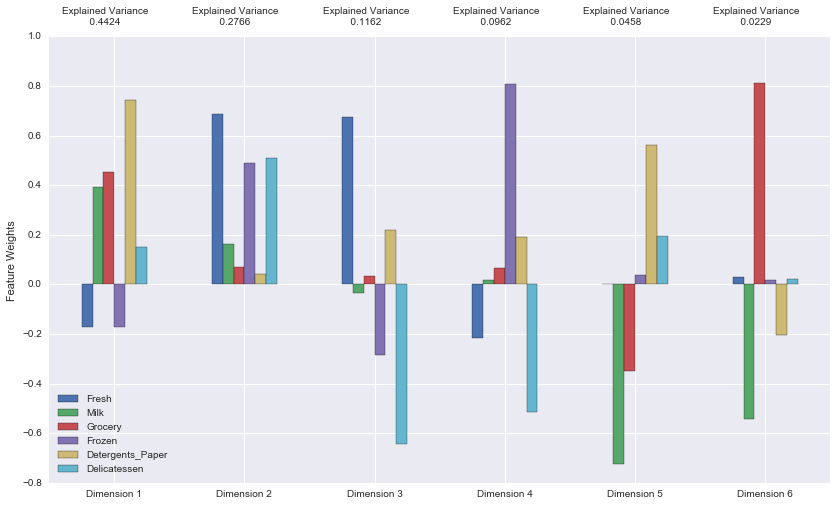 Explained Variance Explained Variance Explained Variance Explained Variance Explained Variance Explained Variance
0.4424 0.2766 0.1162 0.0962 0.0458 0.0229
1.0
0.8
0.6
0.4
0.2
0.0
−0.2
−0.4
−0.6
−0.8
Feature Weights
Fresh
Milk
Grocery
Frozen
Detergents_Paper
Delicatessen
Dimension 1 Dimension 2 Dimension 3 Dimension 4 Dimension 5 Dimension 6